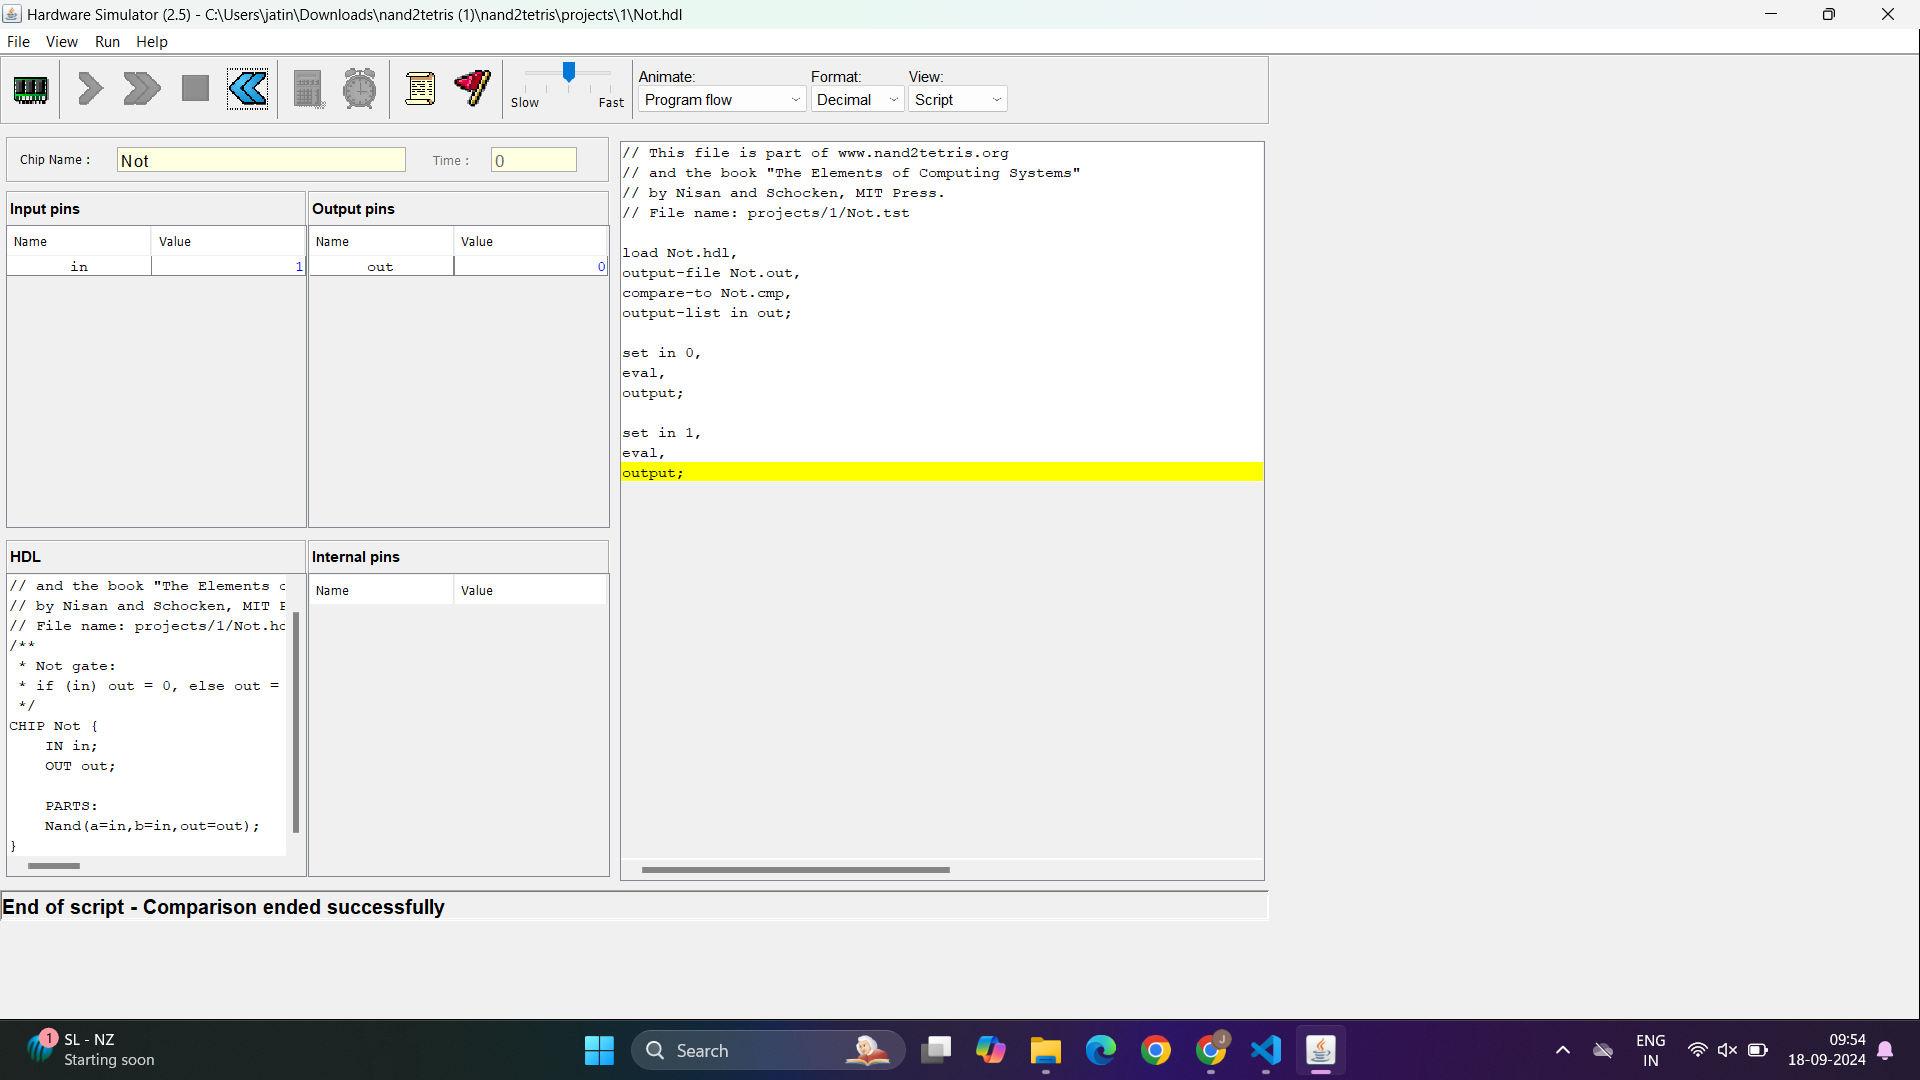 Hardware Simulator (2.5) - C:\Users\jatin\Downloads\nand2tetris (1)\nand2tetris\projects\1\Not.hdl
File View Run Help
Slow Fast
Animate: Format: View:
Program flow Decimal Script
Chip Name : Not Time : 0
Input pins
Name Value
in 1
Output pins
Name Value
out 0
// This file is part of www.nand2tetris.org
// and the book "The Elements of Computing Systems"
// by Nisan and Schocken, MIT Press.
// File name: projects/1/Not.tst
load Not.hdl,
output-file Not.out,
compare-to Not.cmp,
output-list in out;
set in 0,
eval,
output;
set in 1,
eval,
output;
HDL
// and the book "The Elements
// by Nisan and Schocken, MIT
// File name: projects/1/Not.
/**
* Not gate:
* if (in) out = 0, else out =
*/
CHIP Not {
IN in;
OUT out;
PARTS:
Nand(a=in,b=in,out=out);
}
Internal pins
Name Value
End of script - Comparison ended successfully
1
SL - NZ
Starting soon
Search
J
ENG
IN
09:54
18-09-2024